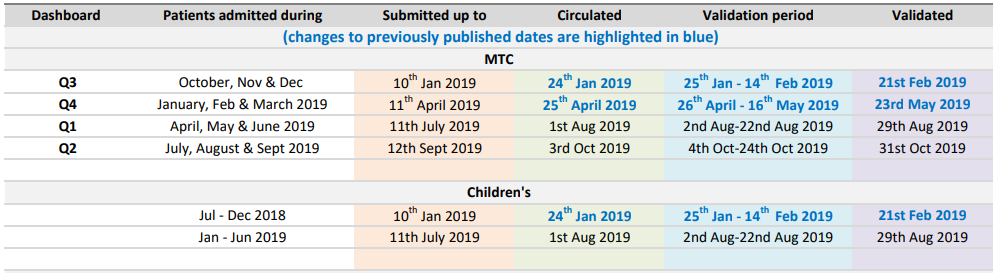 Dashboard Patients admitted during Submitted up to Circulated Validation period Validated
(changes to previously published dates are highlighted in blue)
MTC
Q3 October, Nov & Dec 10th Jan 2019 24th Jan 2019 25th Jan - 14th Feb 2019 21st Feb 2019
Q4 January, Feb & March 2019 11th April 2019 25th April 2019 26th April - 16th May 2019 23rd May 2019
Q1 April, May & June 2019 11th July 2019 1st Aug 2019 2nd Aug-22nd Aug 2019 29th Aug 2019
Q2 July, August & Sept 2019 12th Sept 2019 3rd Oct 2019 4th Oct-24th Oct 2019 31st Oct 2019
Children's
Jul - Dec 2018 10th Jan 2019 24th Jan 2019 25th Jan - 14th Feb 2019 21st Feb 2019
Jan - Jun 2019 11th July 2019 1st Aug 2019 2nd Aug-22nd Aug 2019 29th Aug 2019